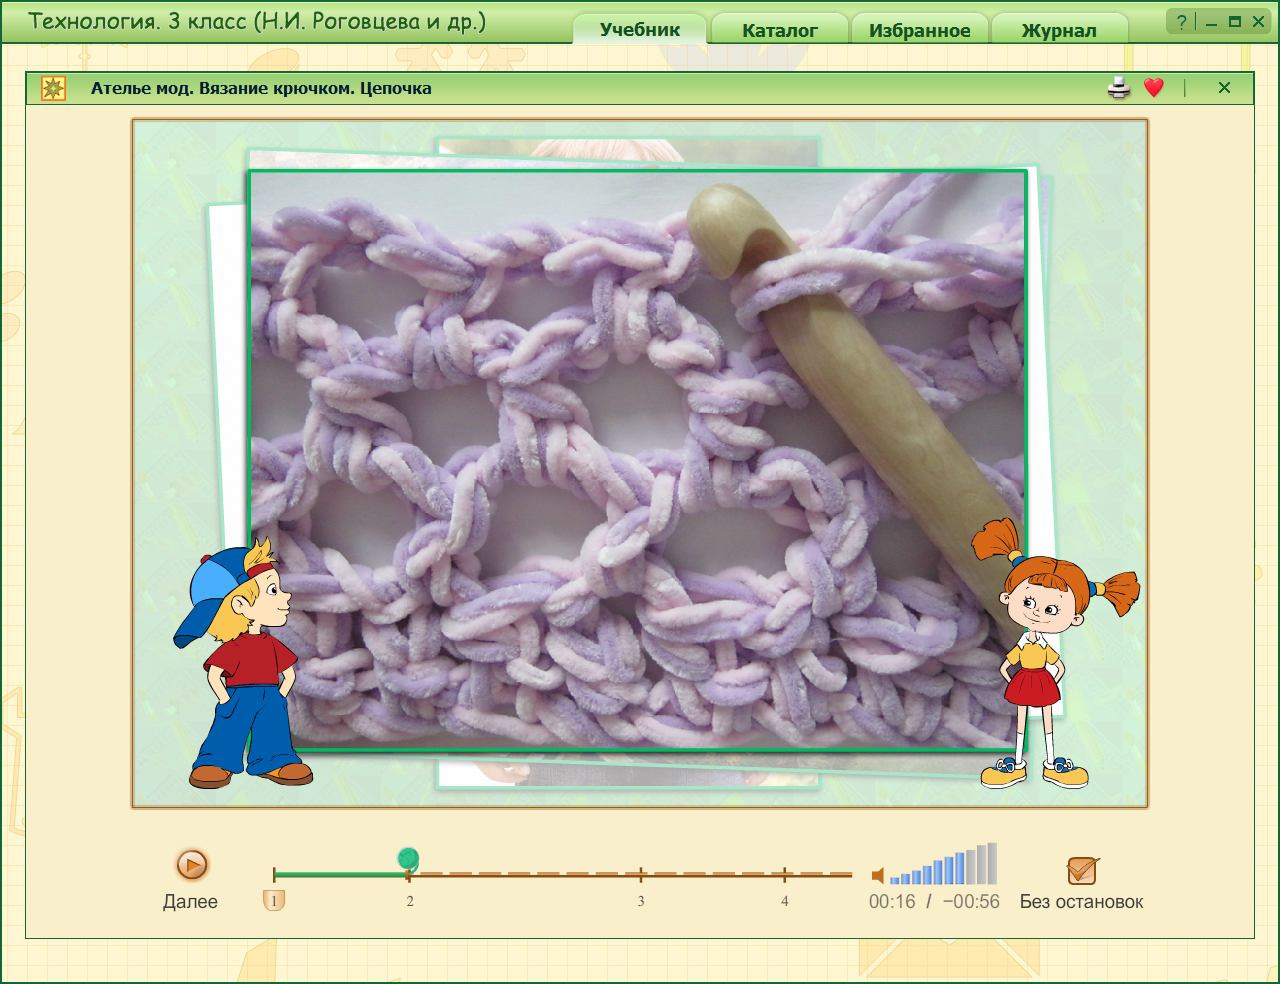 Технология. 3 класс (Н.И. Роговцева и др.)
Учебник Каталог Избранное Журнал
?
Ателье мод. Вязание крючком. Цепочка
Далее
1 2 3 4
00:16 / −00:56
Без остановок